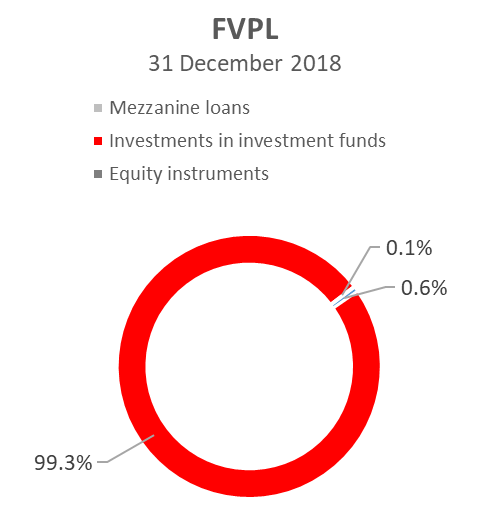 FVPL
31 December 2018
Mezzanine loans
Investments in investment funds
Equity instruments
0.1%
0.6%
99.3%